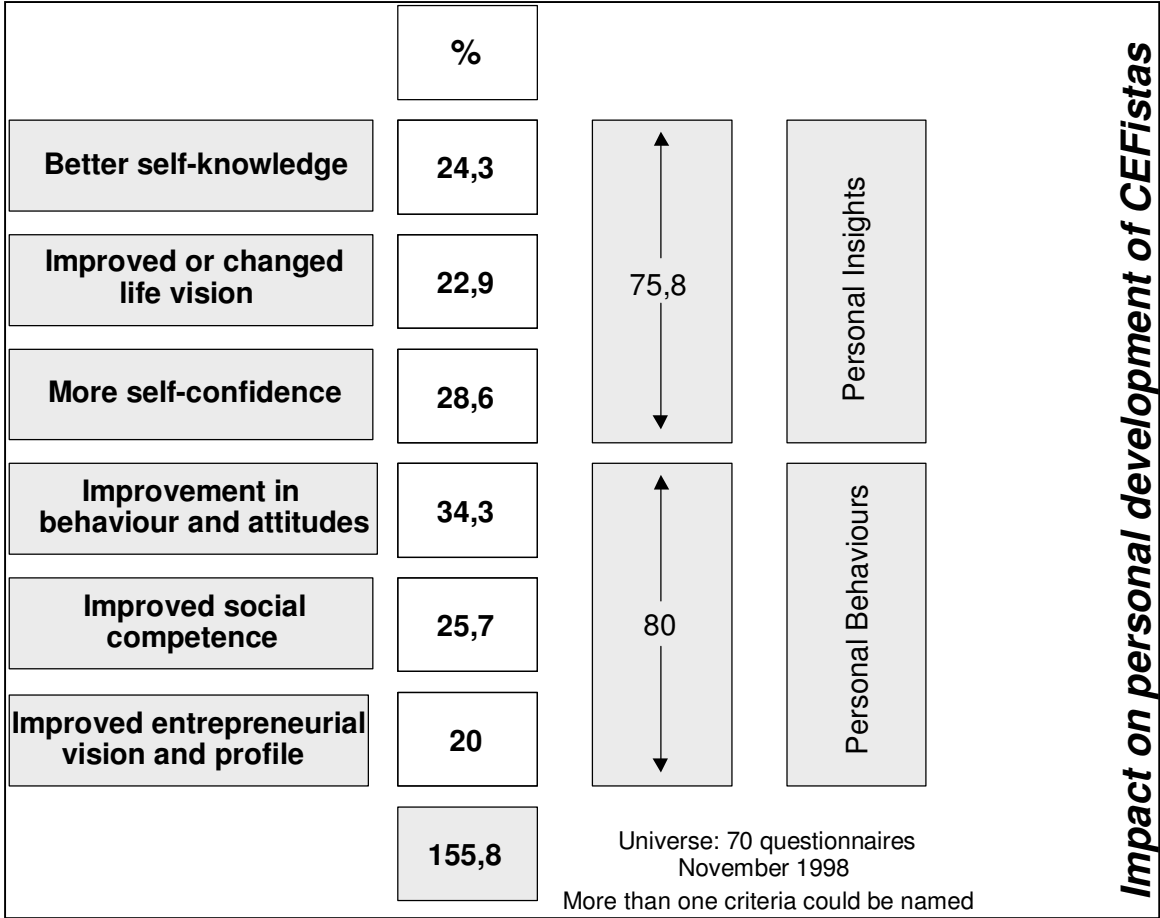 %
Better self-knowledge
24,3
Improved or changed
life vision
22,9
More self-confidence
28,6
75,8
Personal Insights
Improvement in
behaviour and attitudes
34,3
Improved social
competence
25,7
Improved entrepreneurial
vision and profile
20
80
Personal Behaviours
155,8
Universe: 70 questionnaires
November 1998
More than one criteria could be named
Impact on personal development of CEFistas